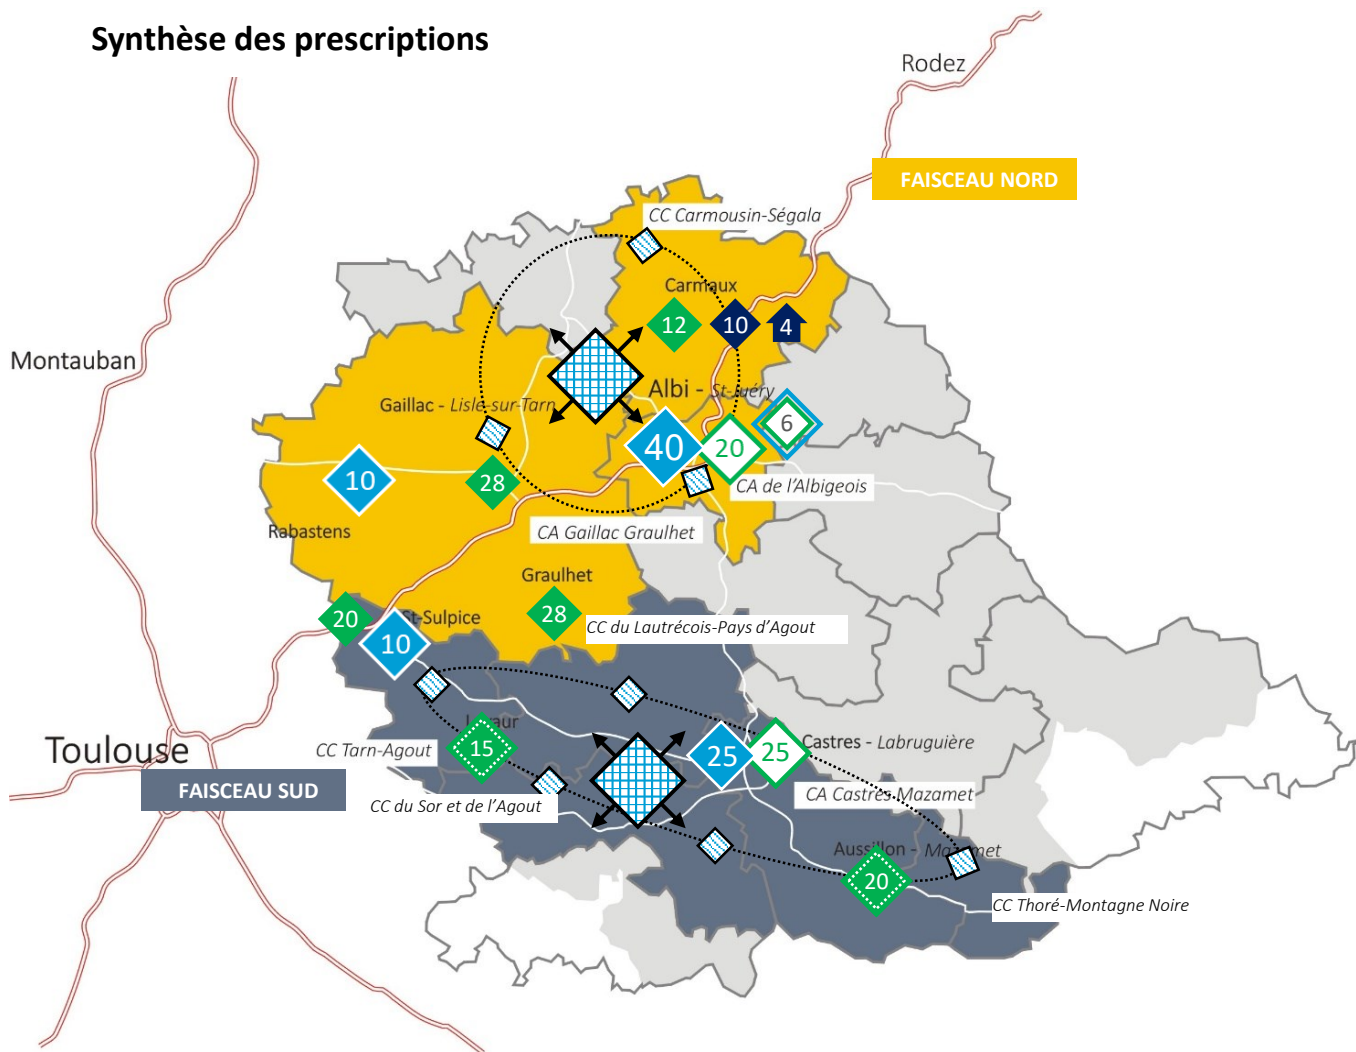 Synthèse des prescriptions
Rodez
FAISCEAU NORD
CC Carmousin-Ségala
Carmaux
12
10
4
Montauban
Albi - St-Juéry
Gaillac - Lisle-sur-Tarn
6
40
20
10
28
CA de l'Albigeois
Rabastens
CA Gaillac Graulhet
Graulhet
20
St-Sulpice
28
CC du Lautrécois-Pays d'Agout
10
Lavaur
Toulouse
CC Tarn-Agout
15
25
25
Castres - Labruguière
FAISCEAU SUD
CC du Sor et de l'Agout
CA Castres Mazamet
Aussillon - Mazamet
20
CC Thoré-Montagne Noire